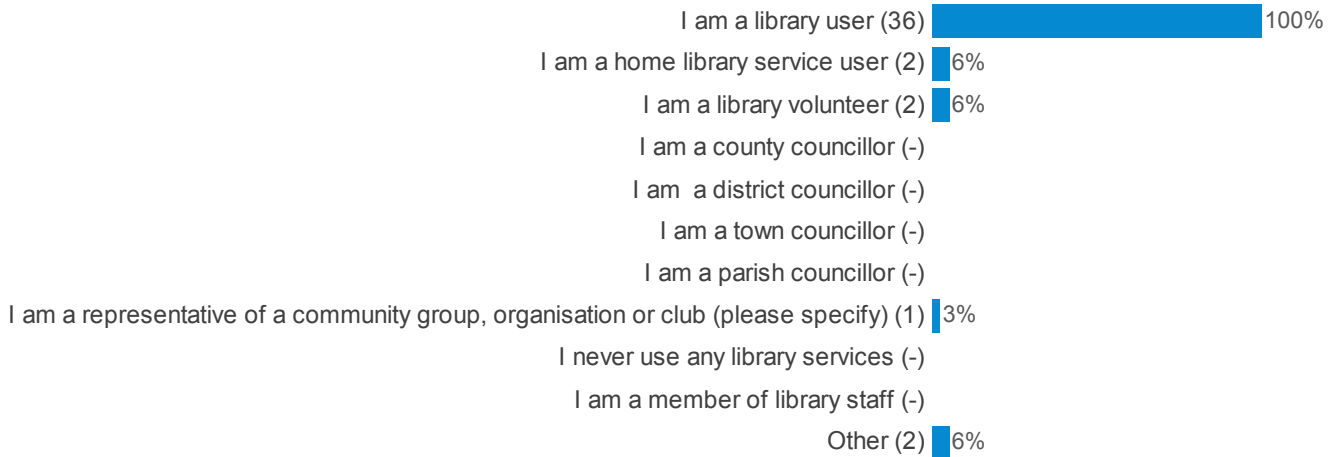 I am a library user (36) 100%
I am a home library service user (2) 6%
I am a library volunteer (2) 6%
I am a county councillor (-)
I am  a district councillor (-)
I am a town councillor (-)
I am a parish councillor (-)
I am a representative of a community group, organisation or club (please specify) (1) 3%
I never use any library services (-)
I am a member of library staff (-)
Other (2) 6%